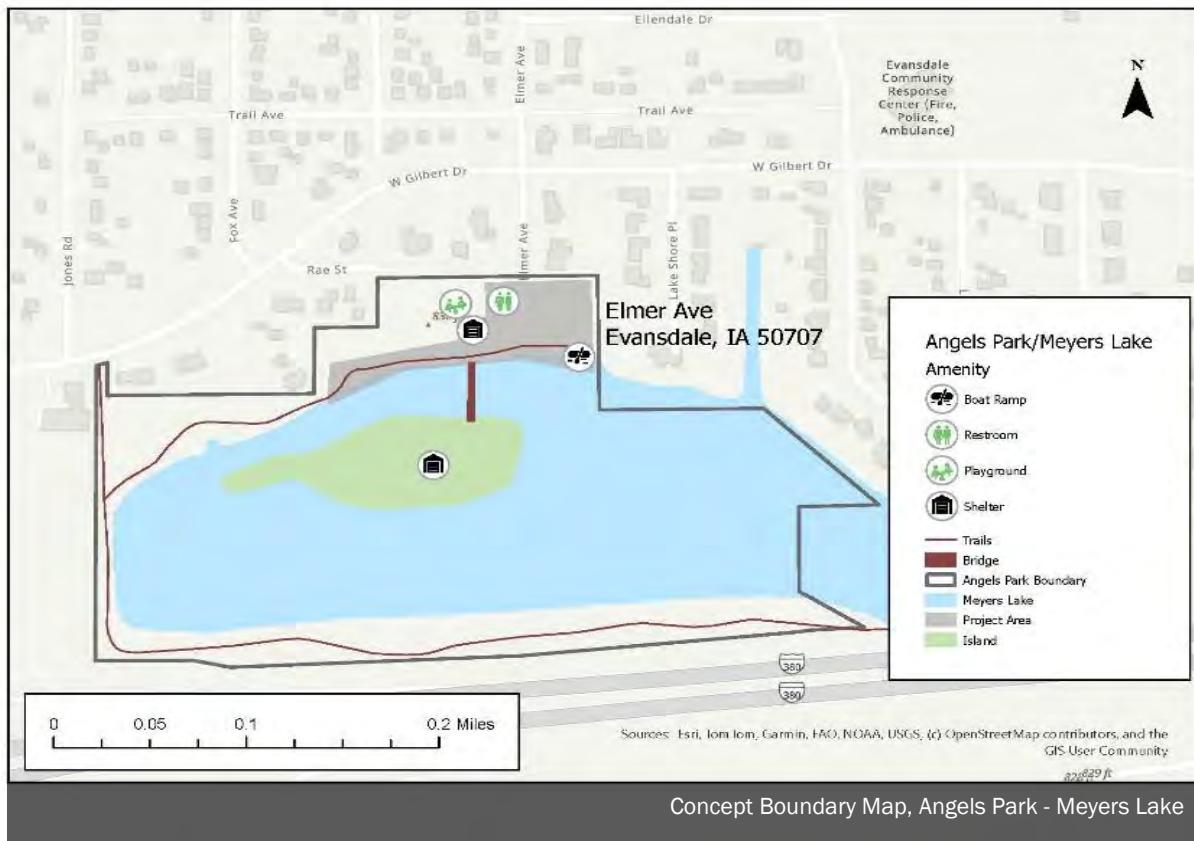 Ellendale Dr
Elmer Ave
Trail Ave
Trail Ave
Evansdale
Community
Response
Center (Fire,
Police,
Ambulance)
N
W Gilbert Dr
W Gilbert Dr
Fox Ave
Jones Rd
Elmer Ave
Lake Shore Pl
Rae St
Elmer Ave
Evansdale, IA 50707
Angels Park/Meyers Lake
Amenity
Boat Ramp
Restroom
Playground
Shelter
Trails
Bridge
Angels Park Boundary
Meyers Lake
Project Area
Island
380
380
0 0.05 0.1 0.2 Miles
Sources: Esri, TomTom, Garmin, FAO, NOAA, USGS, (c) OpenStreetMap contributors, and the
GIS User Community
829 ft
Concept Boundary Map, Angels Park - Meyers Lake